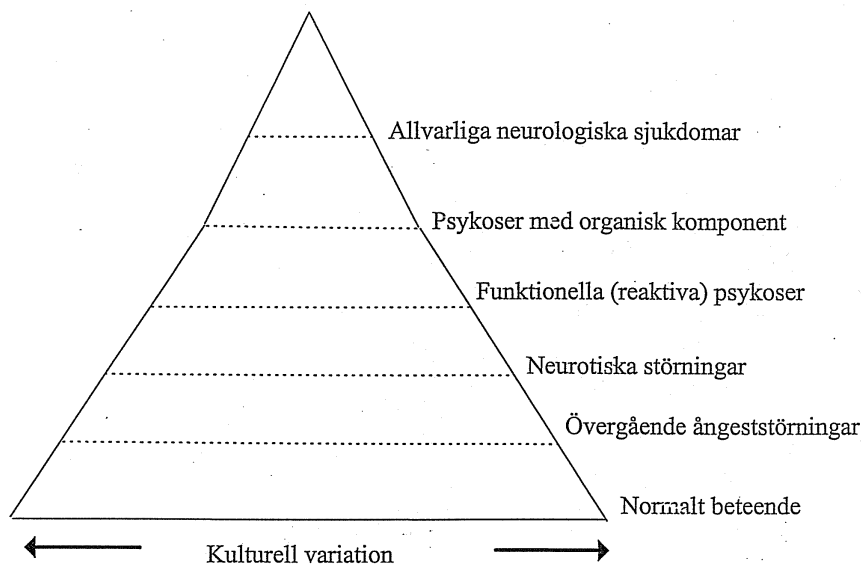 Allvarliga neurologiska sjukdomar
Psykoser med organisk komponent
Funktionella (reaktiva) psykoser
Neurotiska störningar
Övergående ångeststörningar
Normalt beteende
Kulturell variation